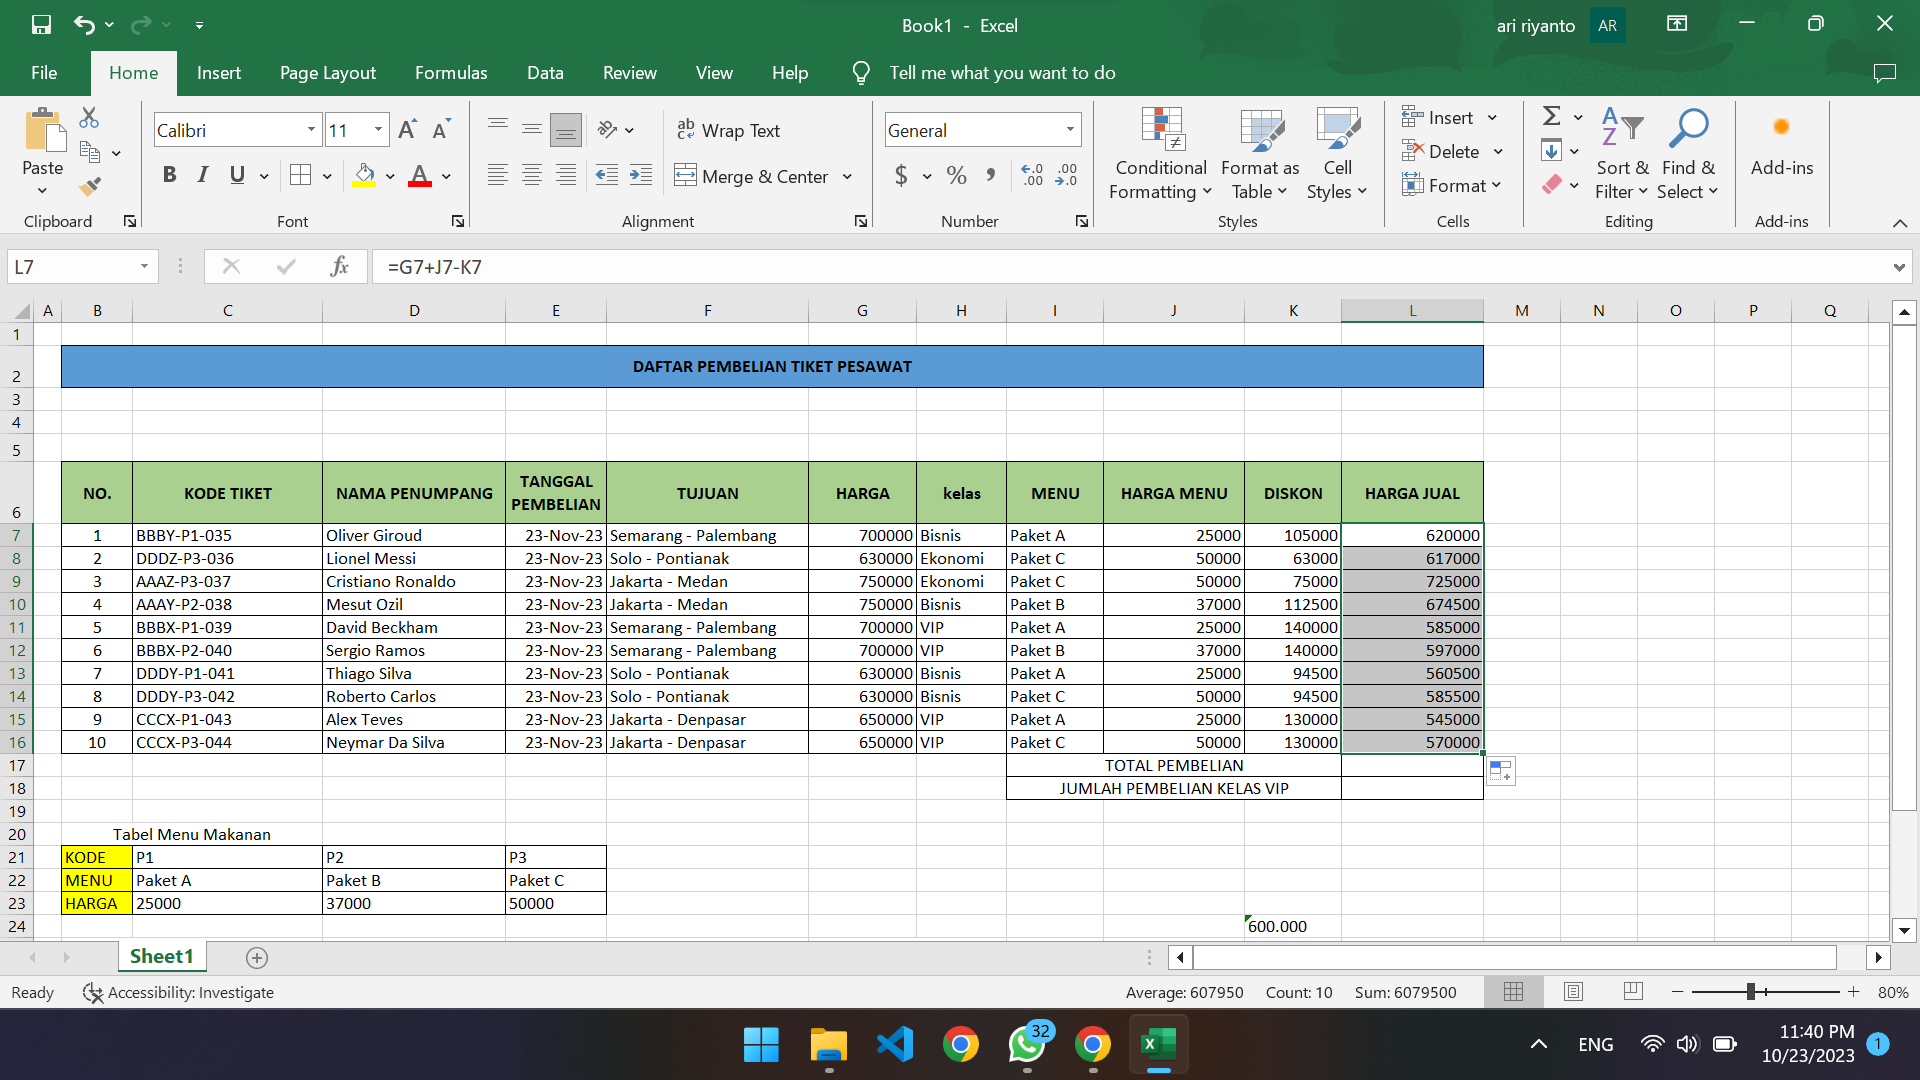 Book1 - Excel
ari riyanto AR
File Home Insert Page Layout Formulas Data Review View Help Tell me what you want to do
Paste
Clipboard
Calibri 11 A A
B I U A
Font
ab Wrap Text
Merge & Center
Alignment
General
$ % , .0 .00 .00 .0
Number
Conditional Formatting
Format as Table
Cell Styles
Styles
Insert
Delete
Format
Cells
Sort & Filter
Find & Select
Editing
Add-ins
Add-ins
L7 fx =G7+J7-K7
A B C D E F G H I J K L M N O P Q
1
2 DAFTAR PEMBELIAN TIKET PESAWAT
3
4
5
6 NO. KODE TIKET NAMA PENUMPANG TANGGAL PEMBELIAN TUJUAN HARGA kelas MENU HARGA MENU DISKON HARGA JUAL
7 1 BBBY-P1-035 Oliver Giroud 23-Nov-23 Semarang - Palembang 700000 Bisnis Paket A 25000 105000 620000
8 2 DDDZ-P3-036 Lionel Messi 23-Nov-23 Solo - Pontianak 630000 Ekonomi Paket C 50000 63000 617000
9 3 AAAZ-P3-037 Cristiano Ronaldo 23-Nov-23 Jakarta - Medan 750000 Ekonomi Paket C 50000 75000 725000
10 4 AAAY-P2-038 Mesut Ozil 23-Nov-23 Jakarta - Medan 750000 Bisnis Paket B 37000 112500 674500
11 5 BBBX-P1-039 David Beckham 23-Nov-23 Semarang - Palembang 700000 VIP Paket A 25000 140000 585000
12 6 BBBX-P2-040 Sergio Ramos 23-Nov-23 Semarang - Palembang 700000 VIP Paket B 37000 140000 597000
13 7 DDDY-P1-041 Thiago Silva 23-Nov-23 Solo - Pontianak 630000 Bisnis Paket A 25000 94500 560500
14 8 DDDY-P3-042 Roberto Carlos 23-Nov-23 Solo - Pontianak 630000 Bisnis Paket C 50000 94500 585500
15 9 CCCX-P1-043 Alex Teves 23-Nov-23 Jakarta - Denpasar 650000 VIP Paket A 25000 130000 545000
16 10 CCCX-P3-044 Neymar Da Silva 23-Nov-23 Jakarta - Denpasar 650000 VIP Paket C 50000 130000 570000
17 TOTAL PEMBELIAN
18 JUMLAH PEMBELIAN KELAS VIP
19
20 Tabel Menu Makanan
21 KODE P1 P2 P3
22 MENU Paket A Paket B Paket C
23 HARGA 25000 37000 50000
24 600.000
Sheet1
Ready Accessibility: Investigate Average: 607950 Count: 10 Sum: 6079500 80%
32
ENG
11:40 PM
10/23/2023
1